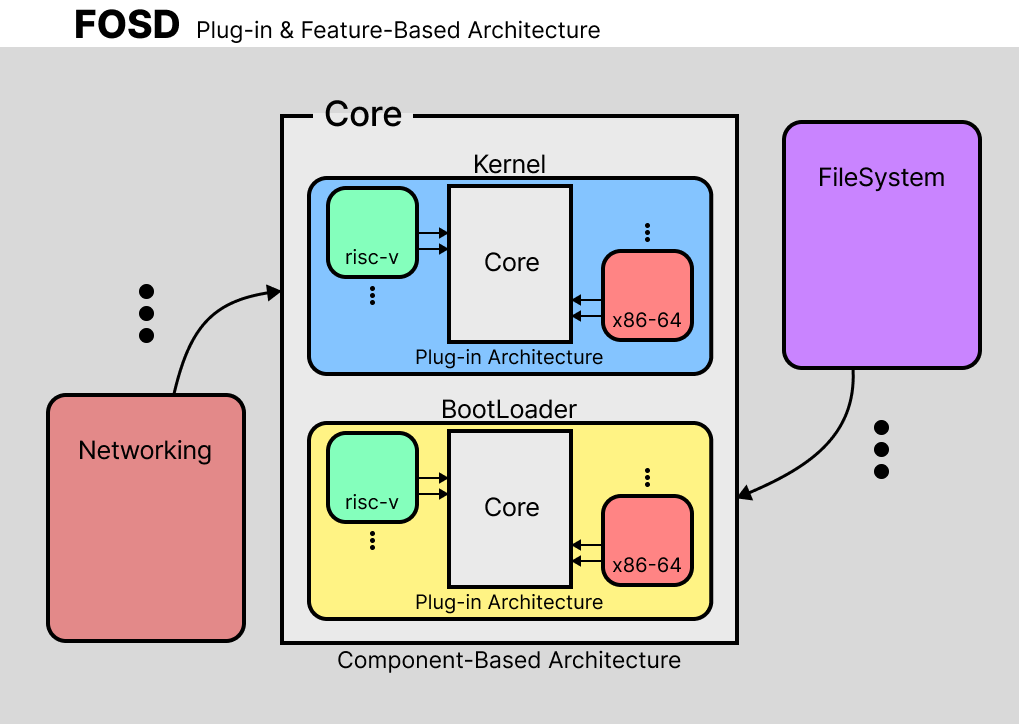 FOSD Plug-in & Feature-Based Architecture
Core
Kernel
risc-v
Core
x86-64
Plug-in Architecture
BootLoader
risc-v
Core
x86-64
Plug-in Architecture
Component-Based Architecture
Networking
FileSystem